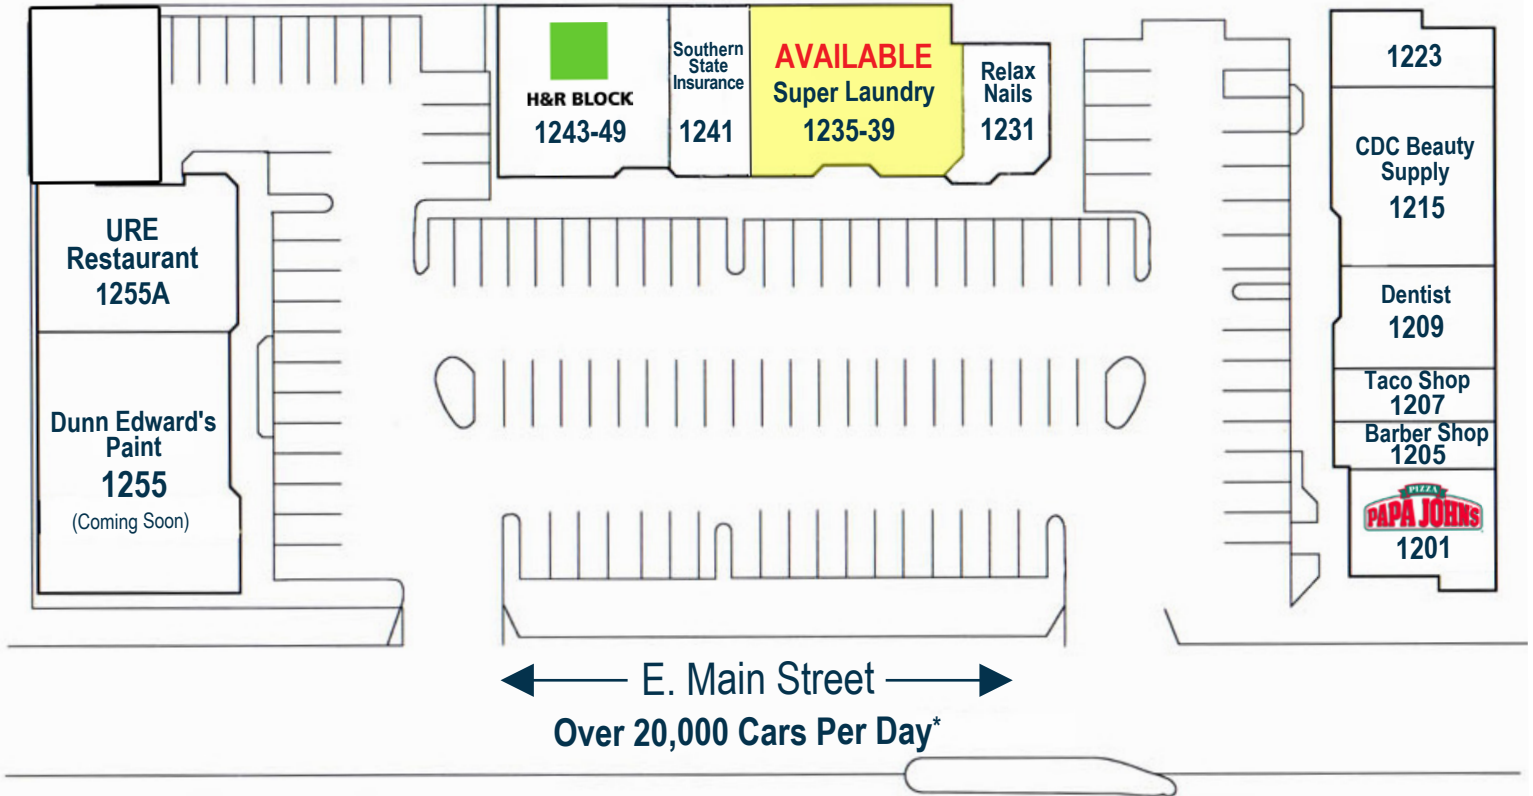 H&R BLOCK
1243-49
Southern
State
Insurance
1241
AVAILABLE
Super Laundry
1235-39
Relax
Nails
1231
1223
CDC Beauty
Supply
1215
Dentist
1209
Taco Shop
1207
Barber Shop
1205
PIZZA
PAPA JOHNS
1201
URE
Restaurant
1255A
Dunn Edward's
Paint
1255
(Coming Soon)
E. Main Street
Over 20,000 Cars Per Day*